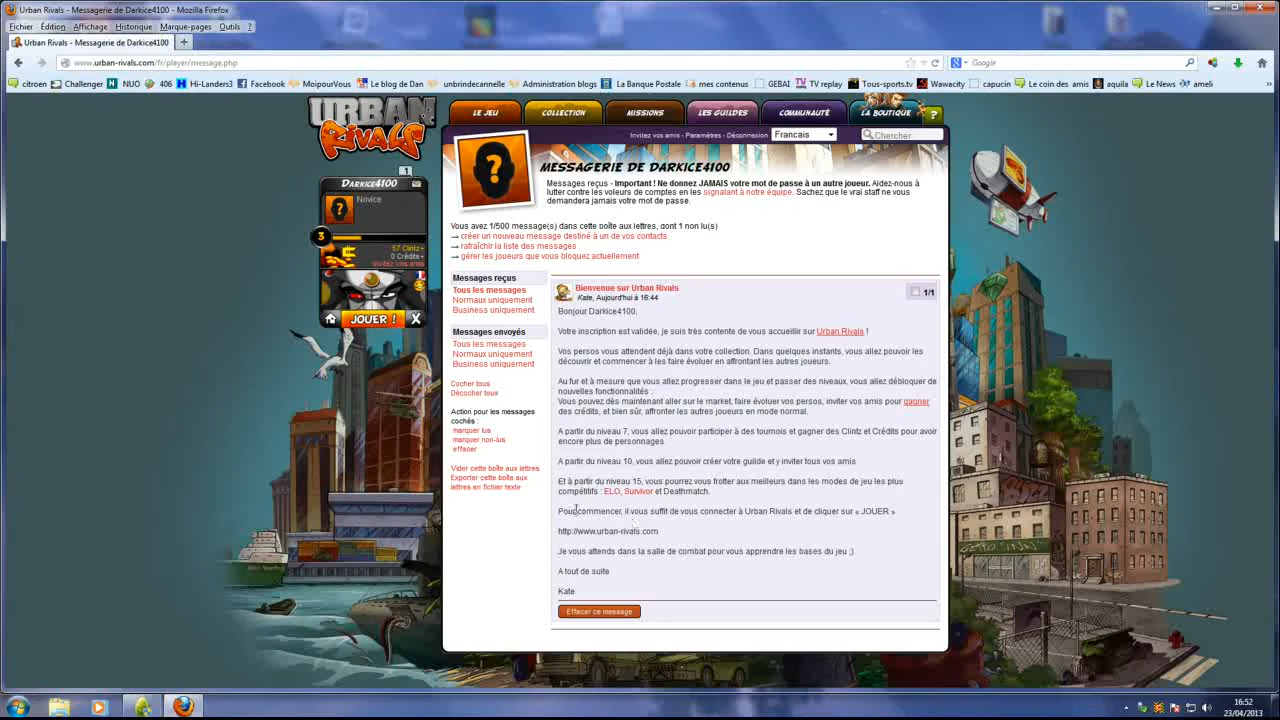 Urban Rivals - Messagerie de Darkice4100 - Mozilla Firefox
Fichier Édition Affichage Historique Marque-pages Outils ?
Urban Rivals - Messagerie de Darkice4100 +
www.urban-rivals.com/fr/player/message.php
Google
citroen Challenger NUO 406 Hi-Landers3 Facebook MoipourVous Le blog de Dan unbrindecannelle Administration blogs La Banque Postale mes contenus GEBAI TV replay Tous-sports.tv Wawacity capucin Le coin des amis aquila Le News ameli
URBAN RIVALS
LE JEU COLLECTION MISSIONS LES GUILDES COMMUNAUTÉ LA BOUTIQUE ?
Invitez vos amis - Paramètres - Déconnexion Francais Chercher
1
DARKICE4100
Novice
3
57 Clintz+
0 Crédits+
Invitez vos amis
JOUER !
MESSAGERIE DE DARKICE4100
Messages reçus - Important ! Ne donnez JAMAIS votre mot de passe à un autre joueur. Aidez-nous à
lutter contre les voleurs de comptes en les signalant à notre équipe. Sachez que le vrai staff ne vous
demandera jamais votre mot de passe.
Vous avez 1/500 message(s) dans cette boîte aux lettres, dont 1 non lu(s)
→ créer un nouveau message destiné à un de vos contacts
→ rafraîchir la liste des messages
→ gérer les joueurs que vous bloquez actuellement
Messages reçus
Tous les messages
Normaux uniquement
Business uniquement
Messages envoyés
Tous les messages
Normaux uniquement
Business uniquement
Cocher tous
Décocher tous
Action pour les messages
cochés :
marquer lus
marquer non-lus
effacer
Vider cette boîte aux lettres
Exporter cette boîte aux
lettres en fichier texte
Bienvenue sur Urban Rivals
Kate, Aujourd'hui à 16:44
1/1
Bonjour Darkice4100,
Votre inscription est validée, je suis très contente de vous accueillir sur Urban Rivals !
Vos persos vous attendent déjà dans votre collection. Dans quelques instants, vous allez pouvoir les
découvrir et commencer à les faire évoluer en affrontant les autres joueurs.
Au fur et à mesure que vous allez progresser dans le jeu et passer des niveaux, vous allez débloquer de
nouvelles fonctionnalités :
Vous pouvez dès maintenant aller sur le market, faire évoluer vos persos, inviter vos amis pour gagner
des crédits, et bien sûr, affronter les autres joueurs en mode normal.
A partir du niveau 7, vous allez pouvoir participer à des tournois et gagner des Clintz et Crédits pour avoir
encore plus de personnages
A partir du niveau 10, vous allez pouvoir créer votre guilde et y inviter tous vos amis
Et à partir du niveau 15, vous pourrez vous frotter aux meilleurs dans les modes de jeu les plus
compétitifs : ELO, Survivor et Deathmatch.
Pour commencer, il vous suffit de vous connecter à Urban Rivals et de cliquer sur « JOUER »
http://www.urban-rivals.com
Je vous attends dans la salle de combat pour vous apprendre les bases du jeu ;)
A tout de suite
Kate
Effacer ce message
16:52
23/04/2013